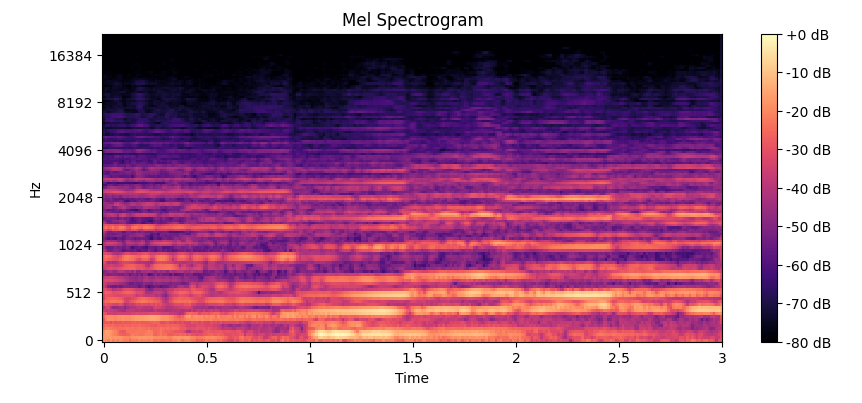 Mel Spectrogram
Hz
16384
8192
4096
2048
1024
512
0
0
0.5
1
1.5
2
2.5
3
Time
+0 dB
-10 dB
-20 dB
-30 dB
-40 dB
-50 dB
-60 dB
-70 dB
-80 dB